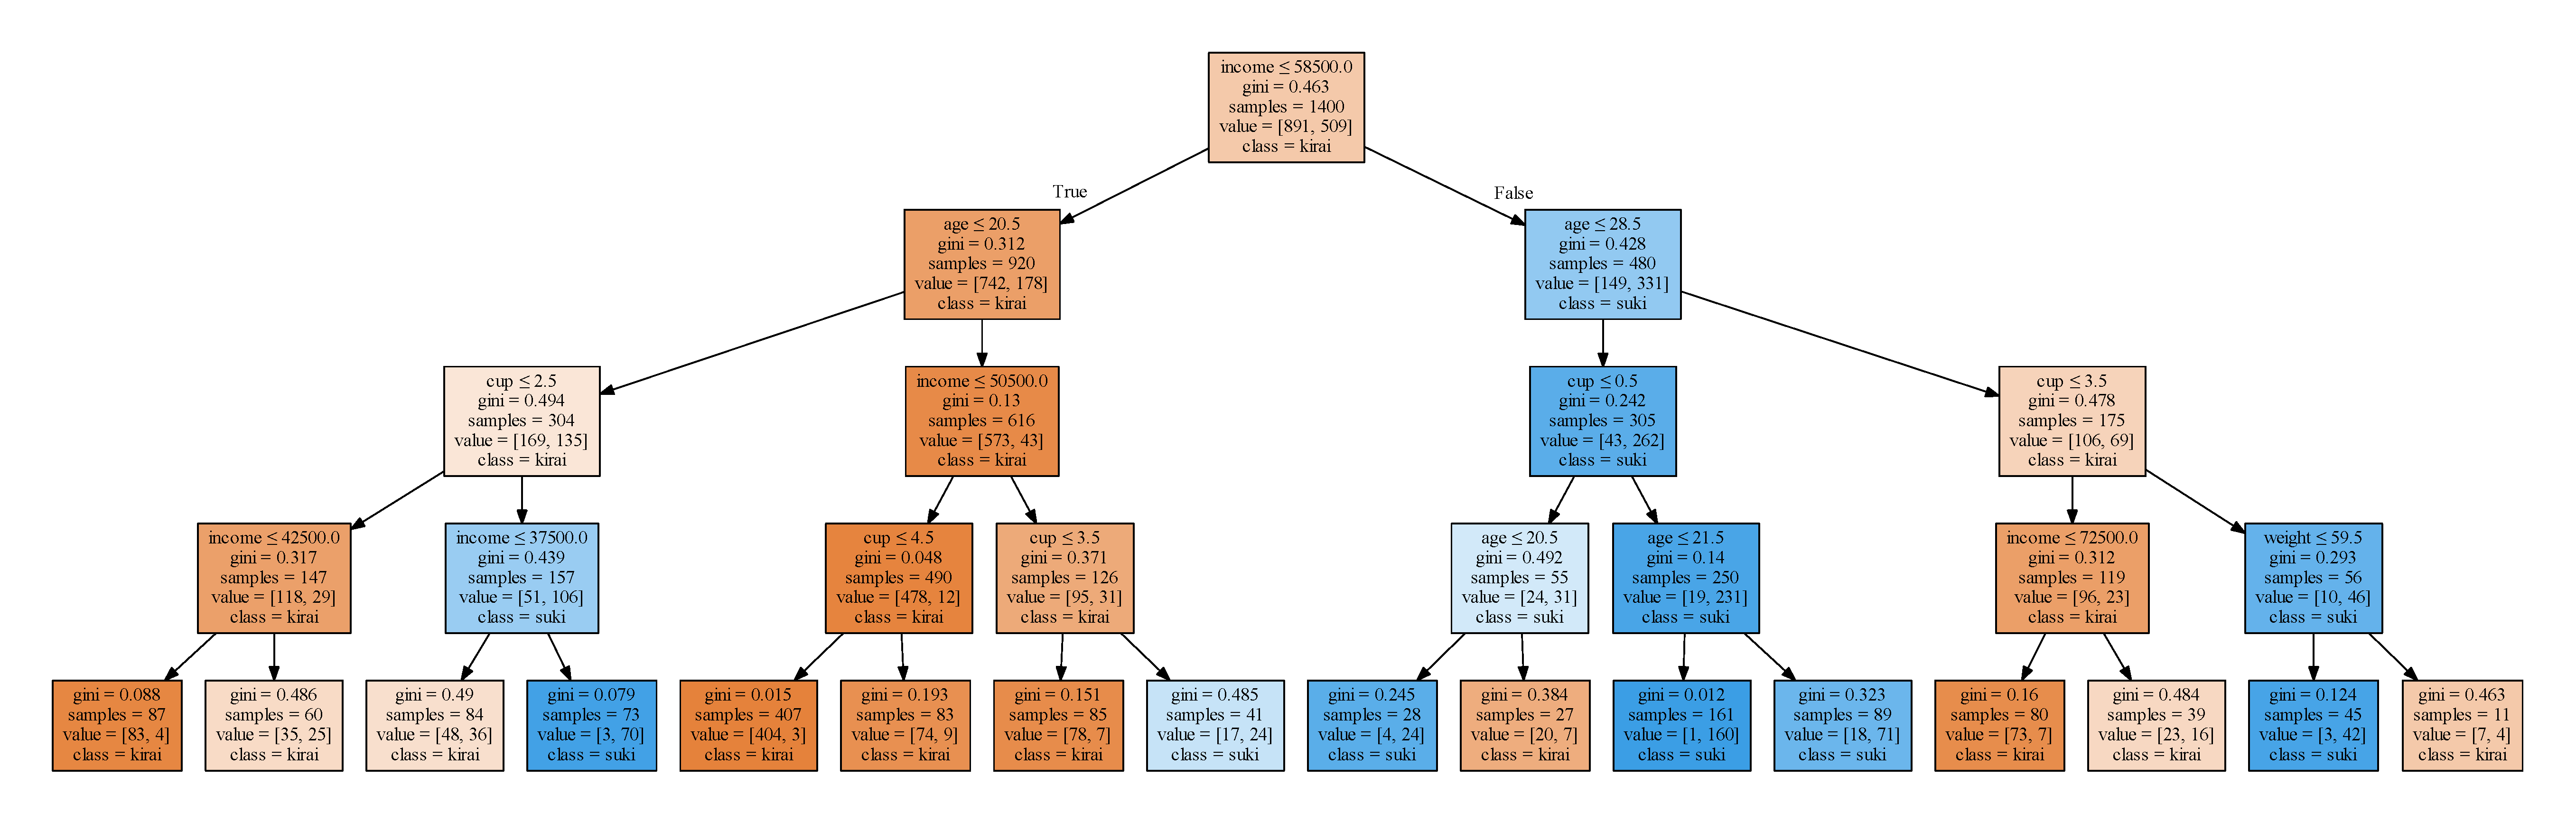 income ≤ 58500.0
gini = 0.463
samples = 1400
value = [891, 509]
class = kirai
True
False
age ≤ 20.5
gini = 0.312
samples = 920
value = [742, 178]
class = kirai
age ≤ 28.5
gini = 0.428
samples = 480
value = [149, 331]
class = suki
cup ≤ 2.5
gini = 0.494
samples = 304
value = [169, 135]
class = kirai
income ≤ 50500.0
gini = 0.13
samples = 616
value = [573, 43]
class = kirai
cup ≤ 0.5
gini = 0.242
samples = 305
value = [43, 262]
class = suki
cup ≤ 3.5
gini = 0.478
samples = 175
value = [106, 69]
class = kirai
income ≤ 42500.0
gini = 0.317
samples = 147
value = [118, 29]
class = kirai
income ≤ 37500.0
gini = 0.439
samples = 157
value = [51, 106]
class = suki
cup ≤ 4.5
gini = 0.048
samples = 490
value = [478, 12]
class = kirai
cup ≤ 3.5
gini = 0.371
samples = 126
value = [95, 31]
class = kirai
age ≤ 20.5
gini = 0.492
samples = 55
value = [24, 31]
class = suki
age ≤ 21.5
gini = 0.14
samples = 250
value = [19, 231]
class = suki
income ≤ 72500.0
gini = 0.312
samples = 119
value = [96, 23]
class = kirai
weight ≤ 59.5
gini = 0.293
samples = 56
value = [10, 46]
class = suki
gini = 0.088
samples = 87
value = [83, 4]
class = kirai
gini = 0.486
samples = 60
value = [35, 25]
class = kirai
gini = 0.49
samples = 84
value = [48, 36]
class = kirai
gini = 0.079
samples = 73
value = [3, 70]
class = suki
gini = 0.015
samples = 407
value = [404, 3]
class = kirai
gini = 0.193
samples = 83
value = [74, 9]
class = kirai
gini = 0.151
samples = 85
value = [78, 7]
class = kirai
gini = 0.485
samples = 41
value = [17, 24]
class = suki
gini = 0.245
samples = 28
value = [4, 24]
class = suki
gini = 0.384
samples = 27
value = [20, 7]
class = kirai
gini = 0.012
samples = 161
value = [1, 160]
class = suki
gini = 0.323
samples = 89
value = [18, 71]
class = suki
gini = 0.16
samples = 80
value = [73, 7]
class = kirai
gini = 0.484
samples = 39
value = [23, 16]
class = kirai
gini = 0.124
samples = 45
value = [3, 42]
class = suki
gini = 0.463
samples = 11
value = [7, 4]
class = kirai